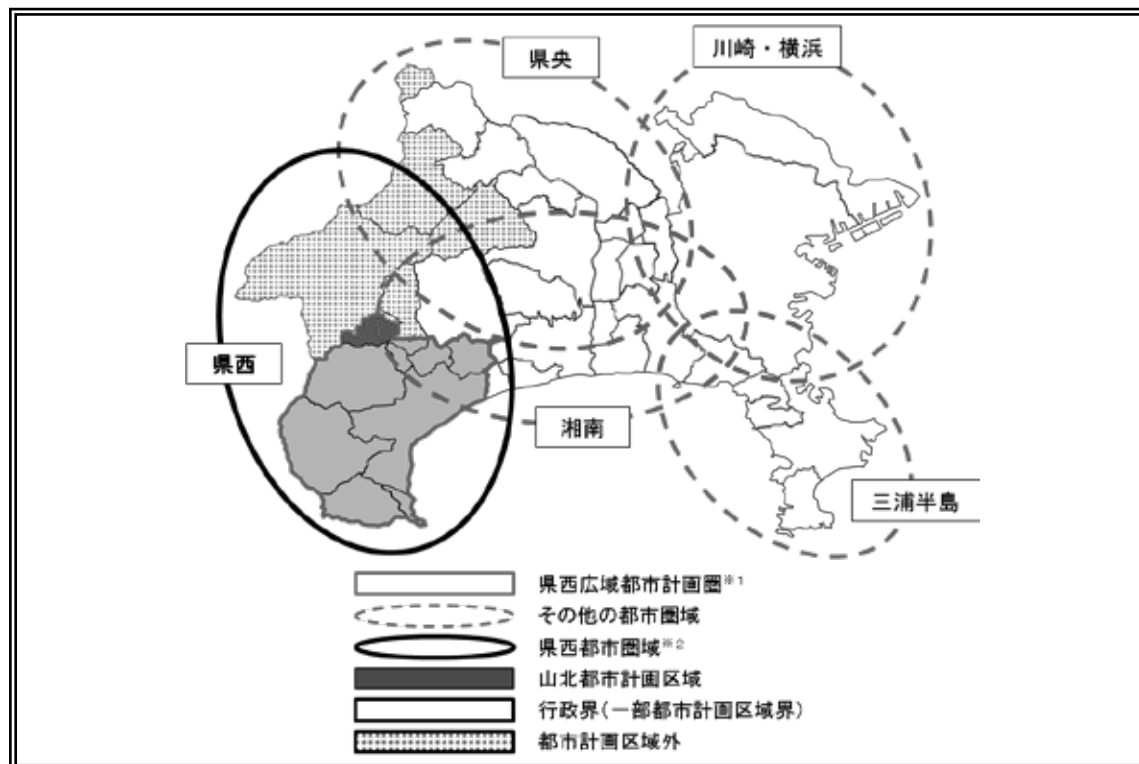 県央
川崎・横浜
県西
湘南
三浦半島
県西広域都市計画圏※1
その他の都市圏域
県西都市圏域※2
山北都市計画区域
行政界（一部都市計画区域界）
都市計画区域外